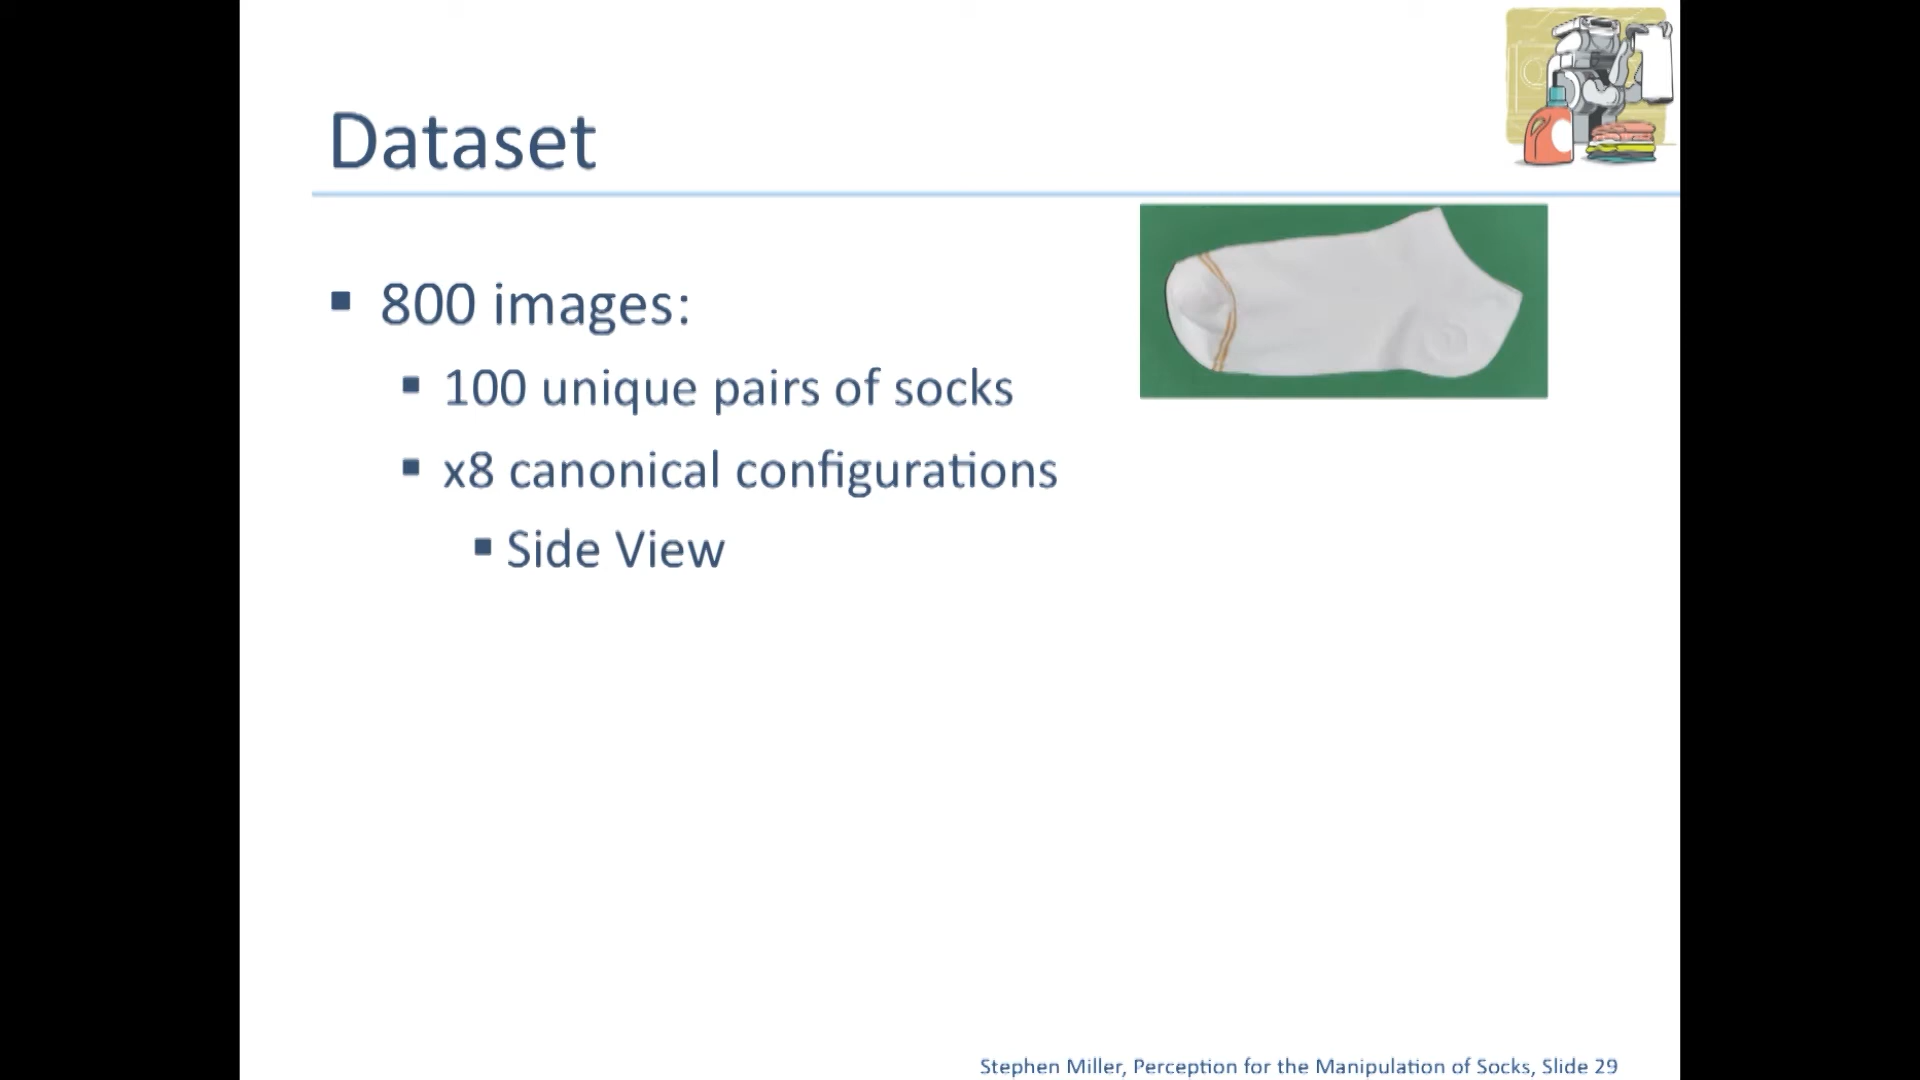 Dataset
800 images:
100 unique pairs of socks
x8 canonical configurations
Side View
Stephen Miller, Perception for the Manipulation of Socks, Slide 29